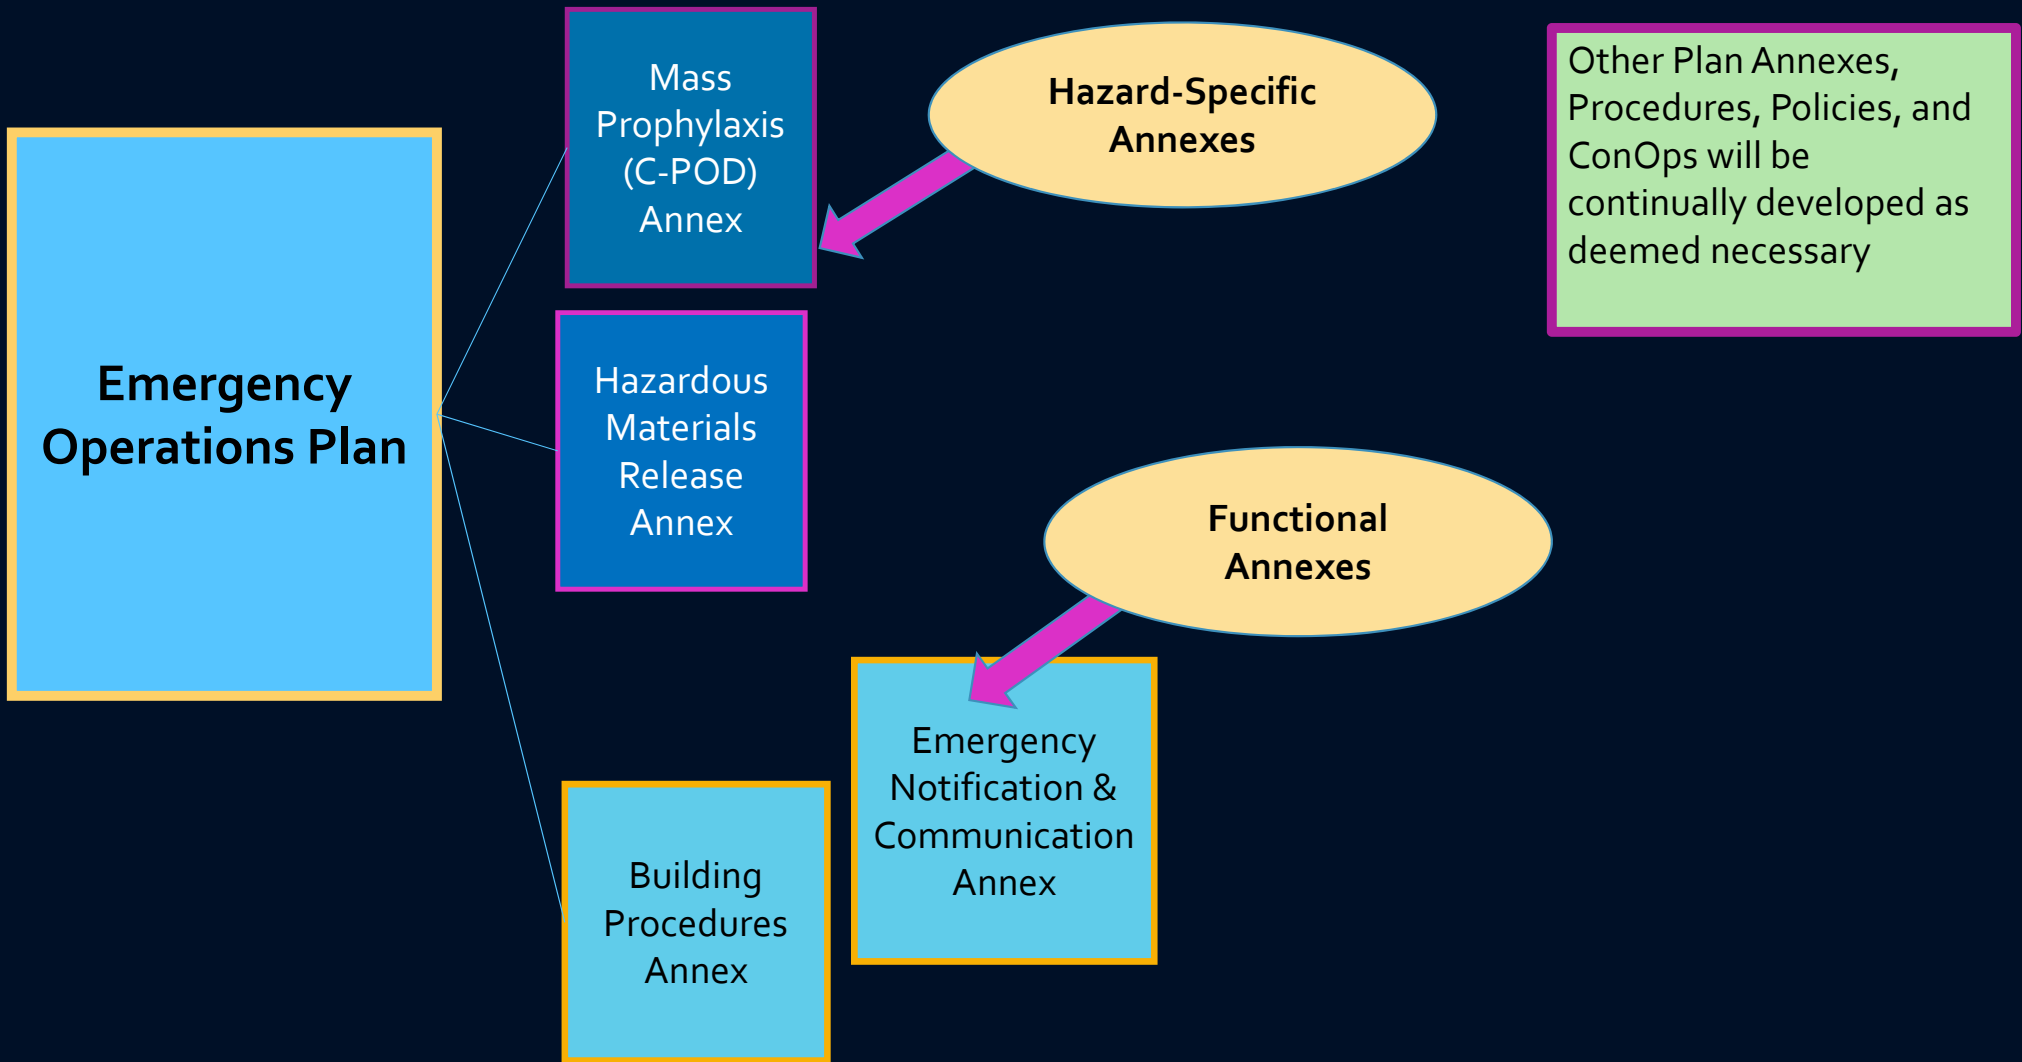 Emergency
Operations Plan
Mass
Prophylaxis
(C-POD)
Annex
Hazardous
Materials
Release
Annex
Building
Procedures
Annex
Hazard-Specific
Annexes
Functional
Annexes
Emergency
Notification &
Communication
Annex
Other Plan Annexes,
Procedures, Policies, and
ConOps will be
continually developed as
deemed necessary